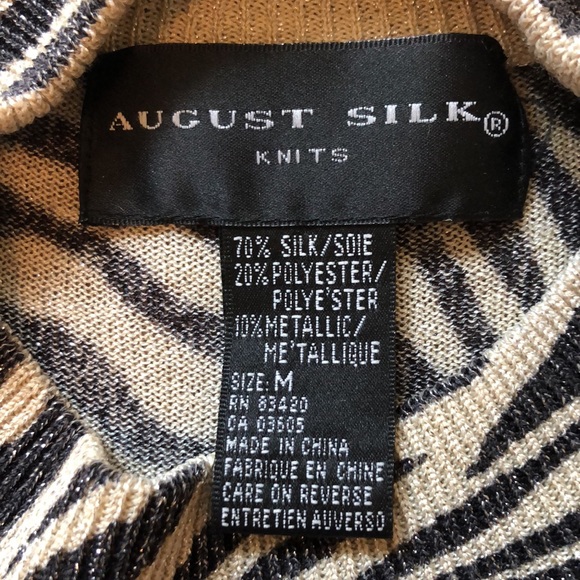 AUGUST SILK®
KNITS
70% SILK/SOIE
20% POLYESTER/
POLYE'STER
10% METALLIC/
ME'TALLIQUE
SIZE: M
RN 83420
CA 03605
MADE IN CHINA
FABRIQUE EN CHINE
CARE ON REVERSE
ENTRETIEN AUVERSO